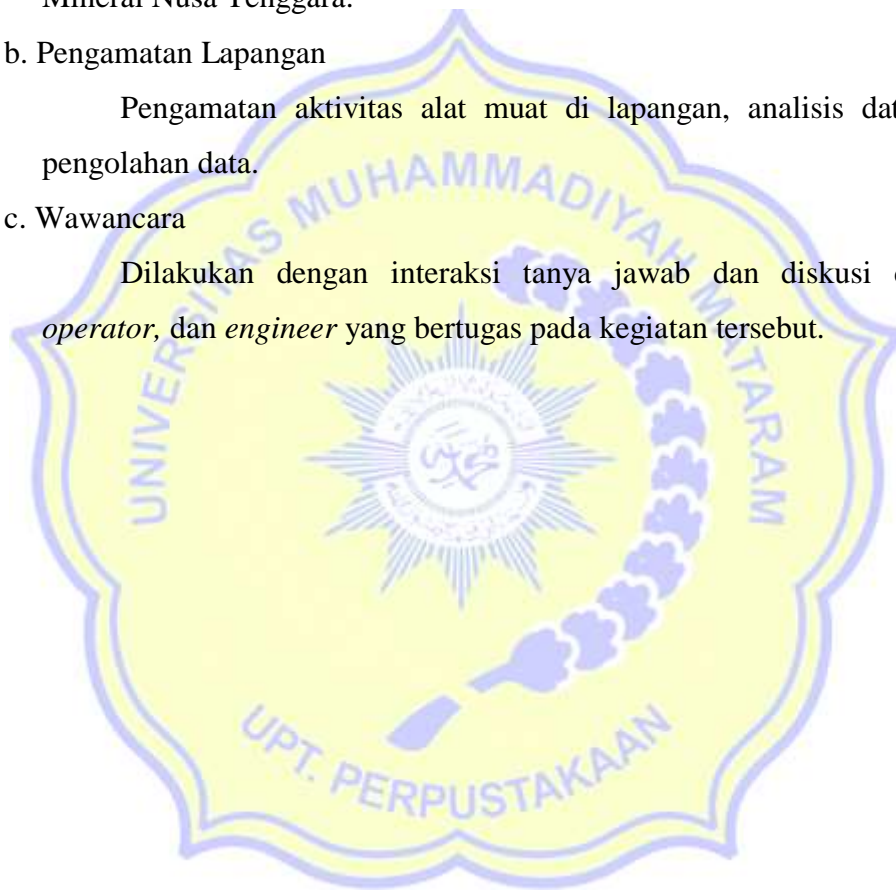 Mineral Nusa Tenggara.
b. Pengamatan Lapangan
Pengamatan aktivitas alat muat di lapangan, analisis
pengolahan data.
c. Wawancara
Dilakukan dengan interaksi tanya jawab dan diskusi
operator, dan engineer yang bertugas pada kegiatan tersebut.
UNIVERSITAS MUHAMMADIYAH MATARAM
UPT. PERPUSTAKAAN